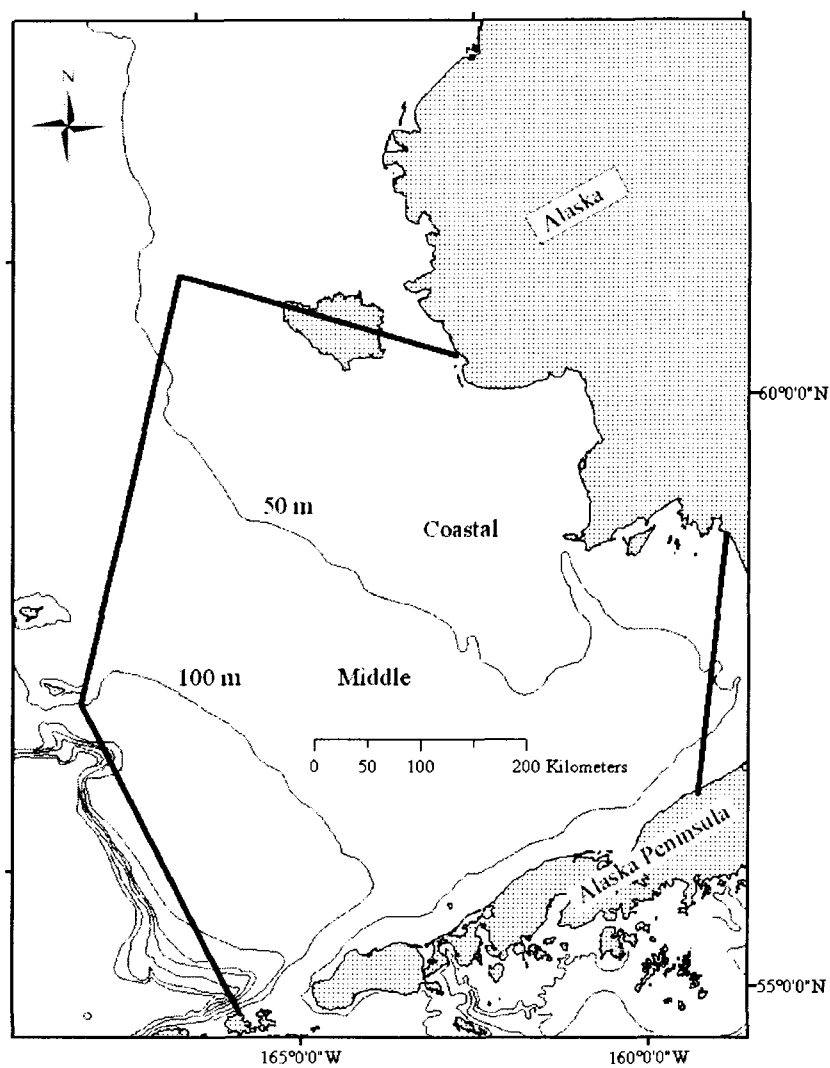 N
Alaska
60°0'0"N
50 m
Coastal
100 m
Middle
0 50 100 200 Kilometers
Alaska Peninsula
55°0'0"N
165°0'0"W 160°0'0"W